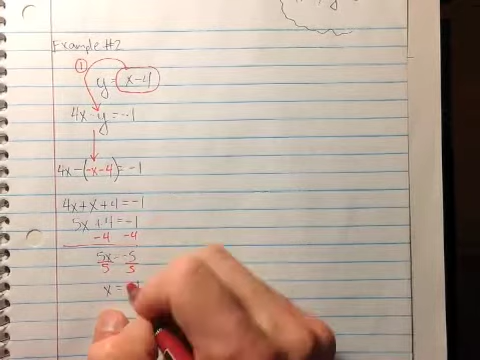 Example #2
①
y = x-4
4x-y=-1
4x-(-x-4)=-1
4x+x+4=-1
5x+4=-1
-4 -4
5x=-5
5 5
x =